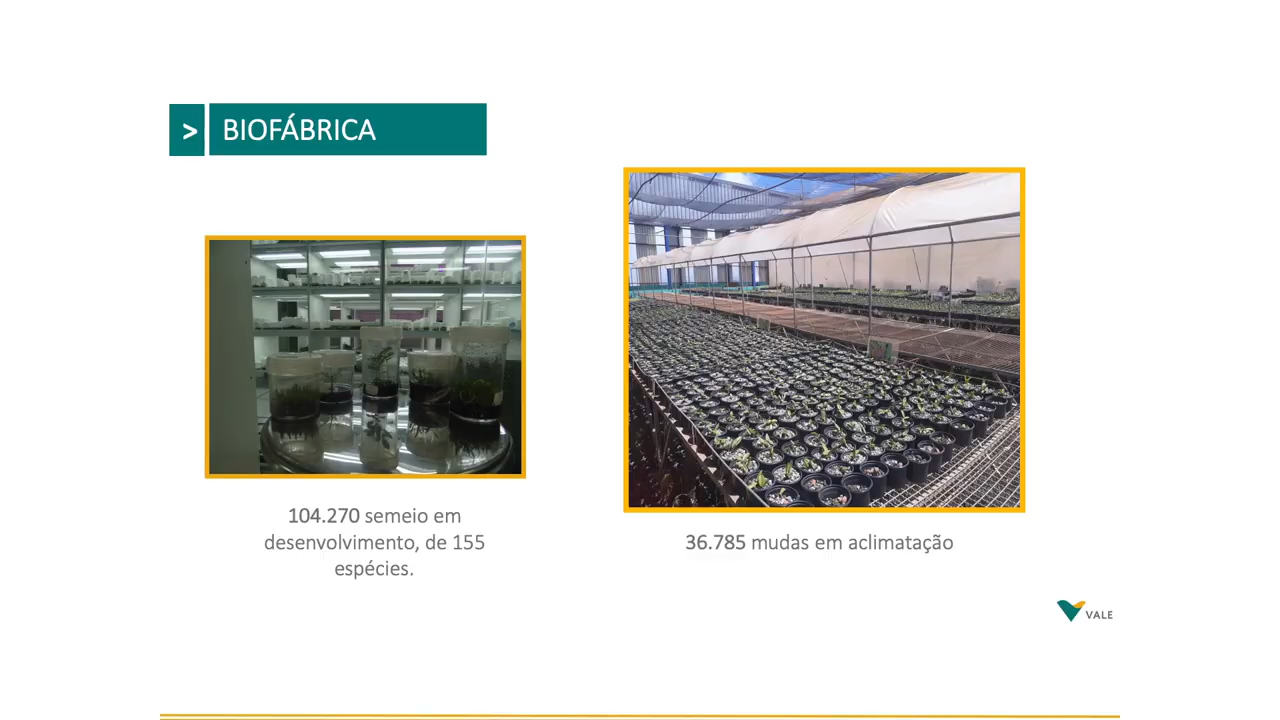 > BIOFÁBRICA
104.270 semeio em
desenvolvimento, de 155
espécies.
36.785 mudas em aclimatação
VALE